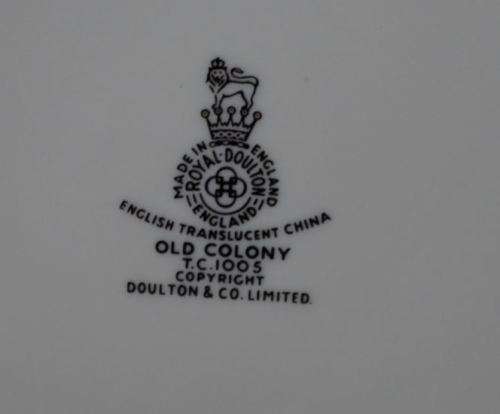 MADE IN ENGLAND
ROYAL·DOULTON
ENGLAND
ENGLISH TRANSLUCENT CHINA
OLD COLONY
T.C.1005
COPYRIGHT
DOULTON & CO. LIMITED.